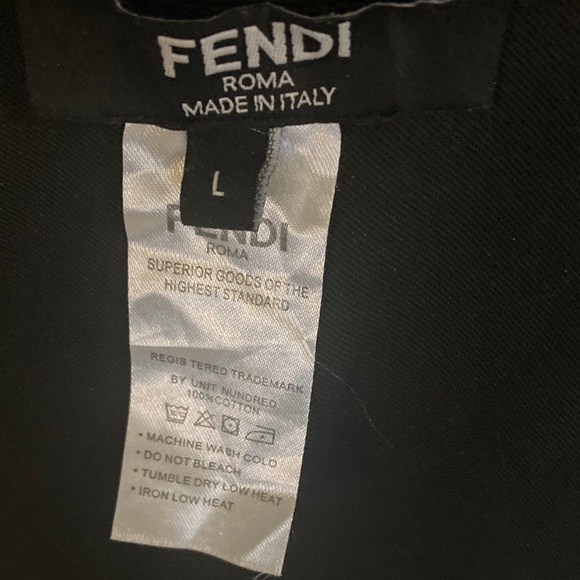 FENDI
ROMA
MADE IN ITALY
L
FENDI
ROMA
SUPERIOR GOODS OF THE
HIGHEST STANDARD
REGIS TERED TRADEMARK
BY UNIT NUNDRED
100%COTTON
• MACHINE WASH COLD
• DO NOT BLEACH
• TUMBLE DRY LOW HEAT
• IRON LOW HEAT